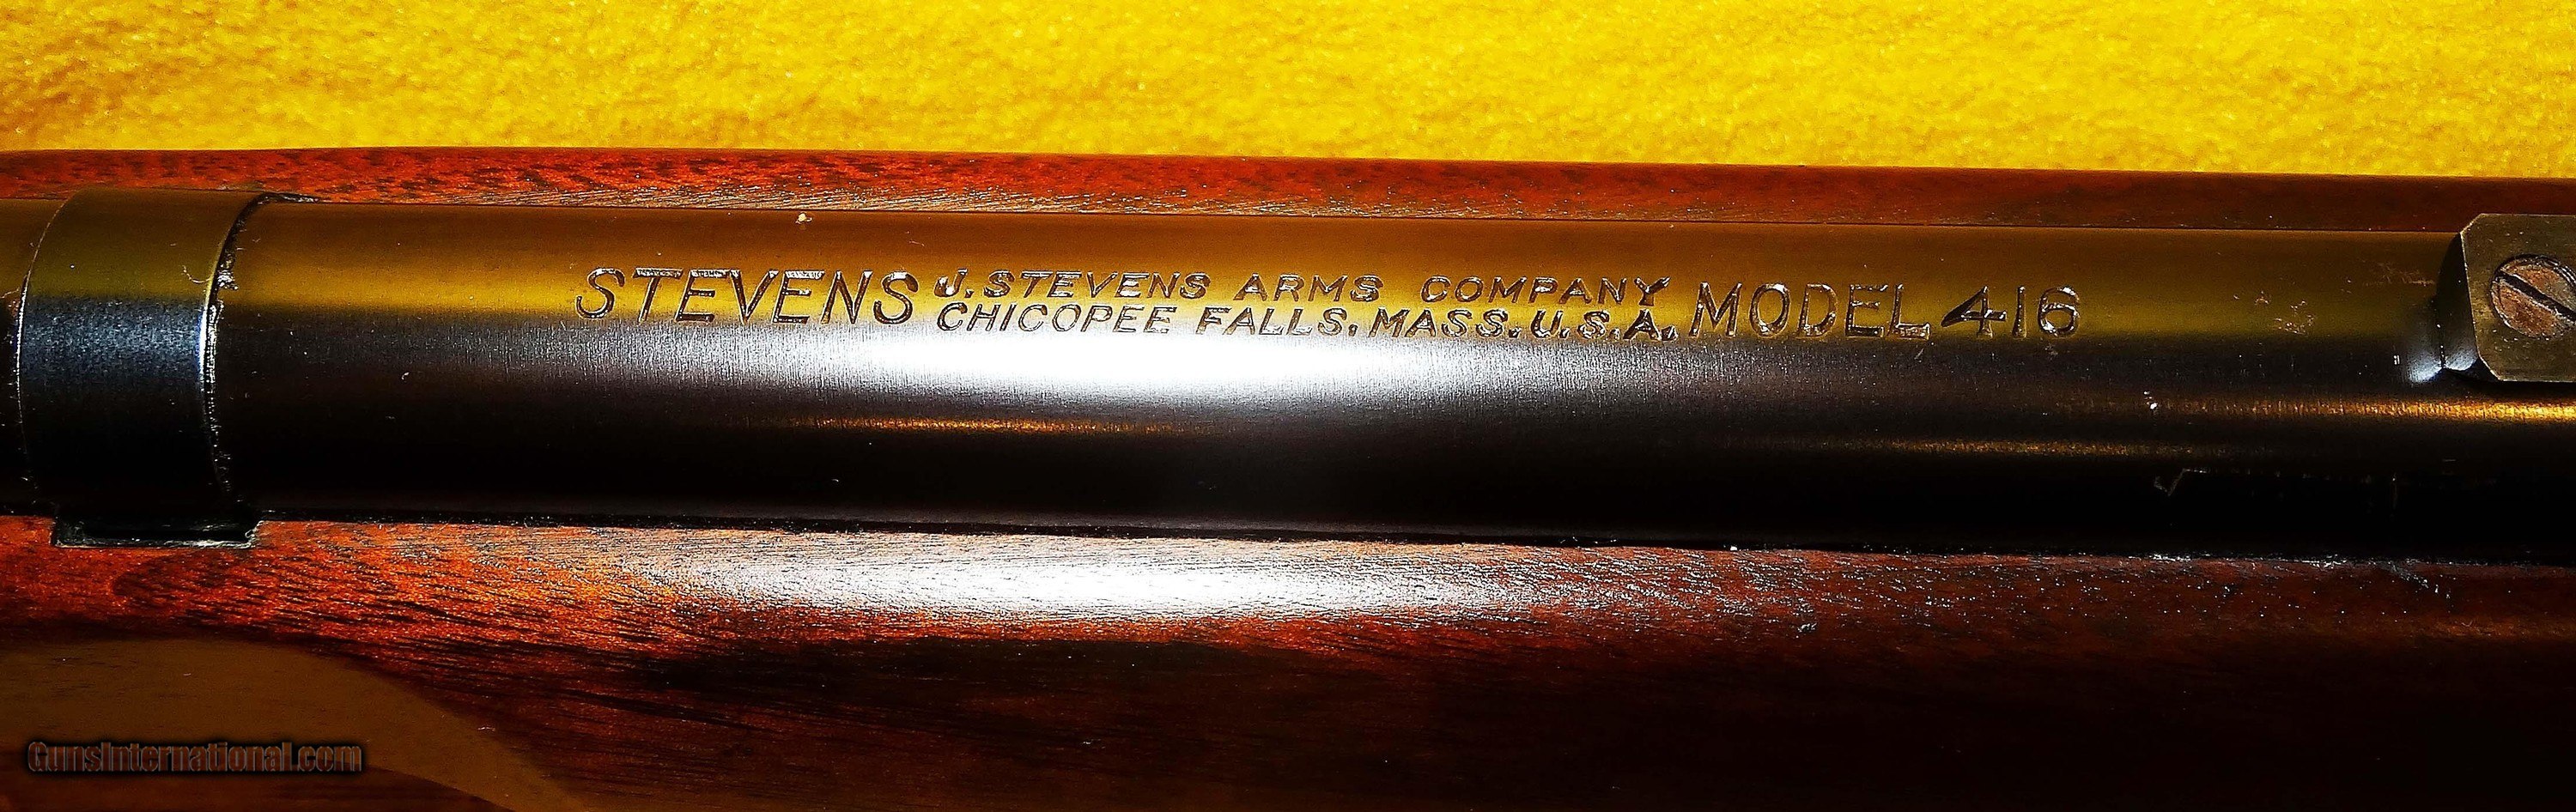 STEVENS J. STEVENS ARMS COMPANY MODEL 416
CHICOPEE FALLS, MASS. U.S.A.
GunsInternational.com